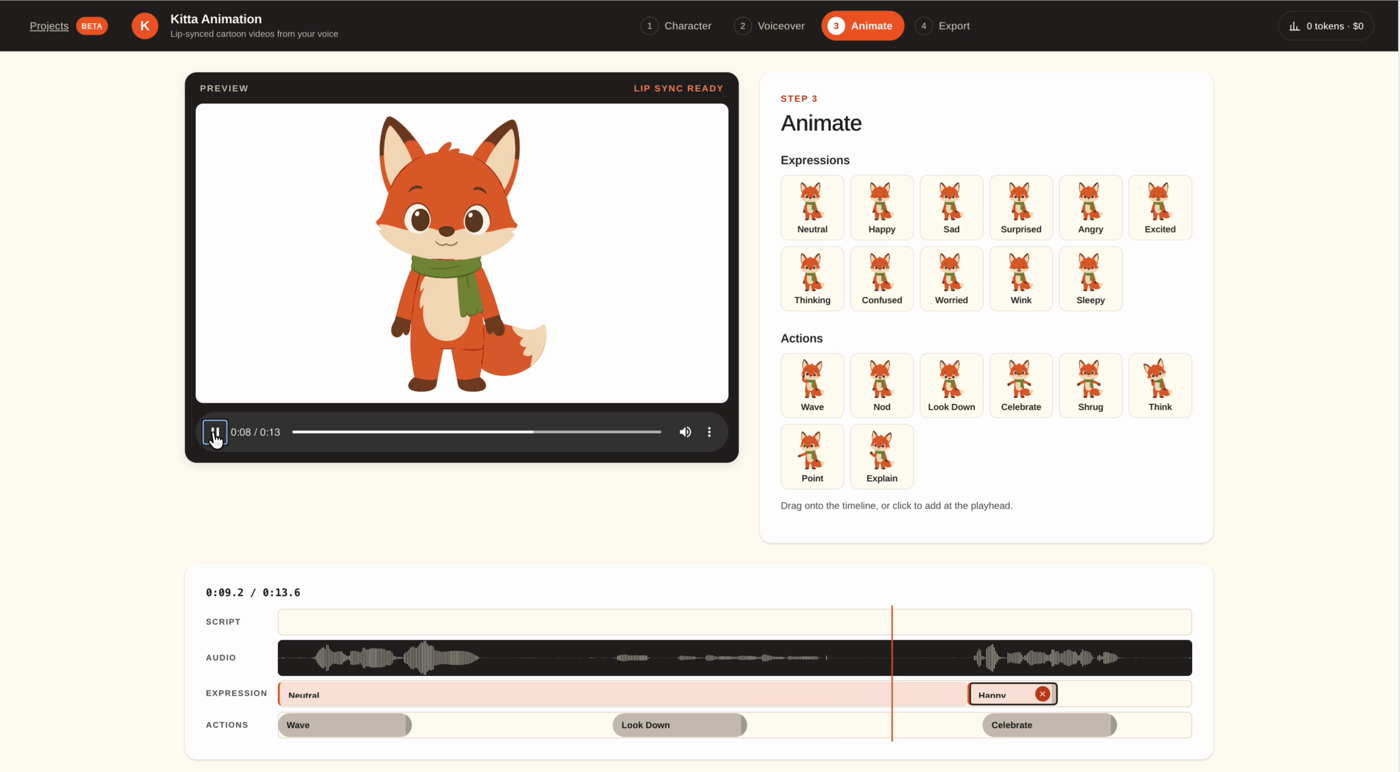 Projects BETA
K
Kitta Animation
Lip-synced cartoon videos from your voice
1 Character
2 Voiceover
3 Animate
4 Export
0 tokens · $0
PREVIEW
LIP SYNC READY
0:08 / 0:13
STEP 3
Animate
Expressions
Neutral Happy Sad Surprised Angry Excited
Thinking Confused Worried Wink Sleepy
Actions
Wave Nod Look Down Celebrate Shrug Think
Point Explain
Drag onto the timeline, or click to add at the playhead.
0:09.2 / 0:13.6
SCRIPT
AUDIO
EXPRESSION Neutral Happy
ACTIONS Wave Look Down Celebrate